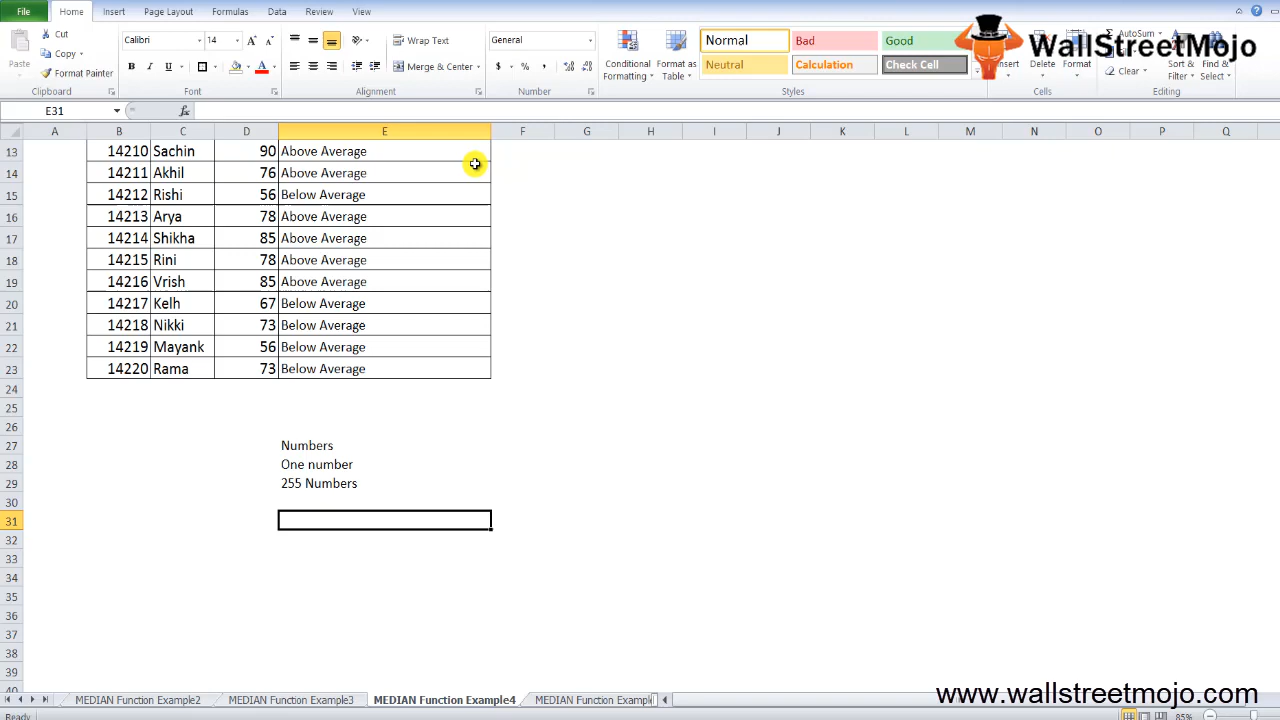 File Home Insert Page Layout Formulas Data Review View
Cut Calibri 14 Wrap Text General Normal Bad Good AutoSum WallStreetMojo
Copy
Paste Format Painter B I U Merge & Center $ % , Conditional Formatting Format as Table Neutral Calculation Check Cell Insert Delete Format Clear Sort & Filter Find & Select
Clipboard Font Alignment Number Styles Cells Editing
E31 fx
A B C D E F G H I J K L M N O P Q
13 14210 Sachin 90 Above Average
14 14211 Akhil 76 Above Average
15 14212 Rishi 56 Below Average
16 14213 Arya 78 Above Average
17 14214 Shikha 85 Above Average
18 14215 Rini 78 Above Average
19 14216 Vrish 85 Above Average
20 14217 Kelh 67 Below Average
21 14218 Nikki 73 Below Average
22 14219 Mayank 56 Below Average
23 14220 Rama 73 Below Average
24
25
26
27 Numbers
28 One number
29 255 Numbers
30
31
32
33
34
35
36
37
38
39
40
MEDIAN Function Example2 MEDIAN Function Example3 MEDIAN Function Example4 MEDIAN Function Exampl www.wallstreetmojo.com
Ready 85%